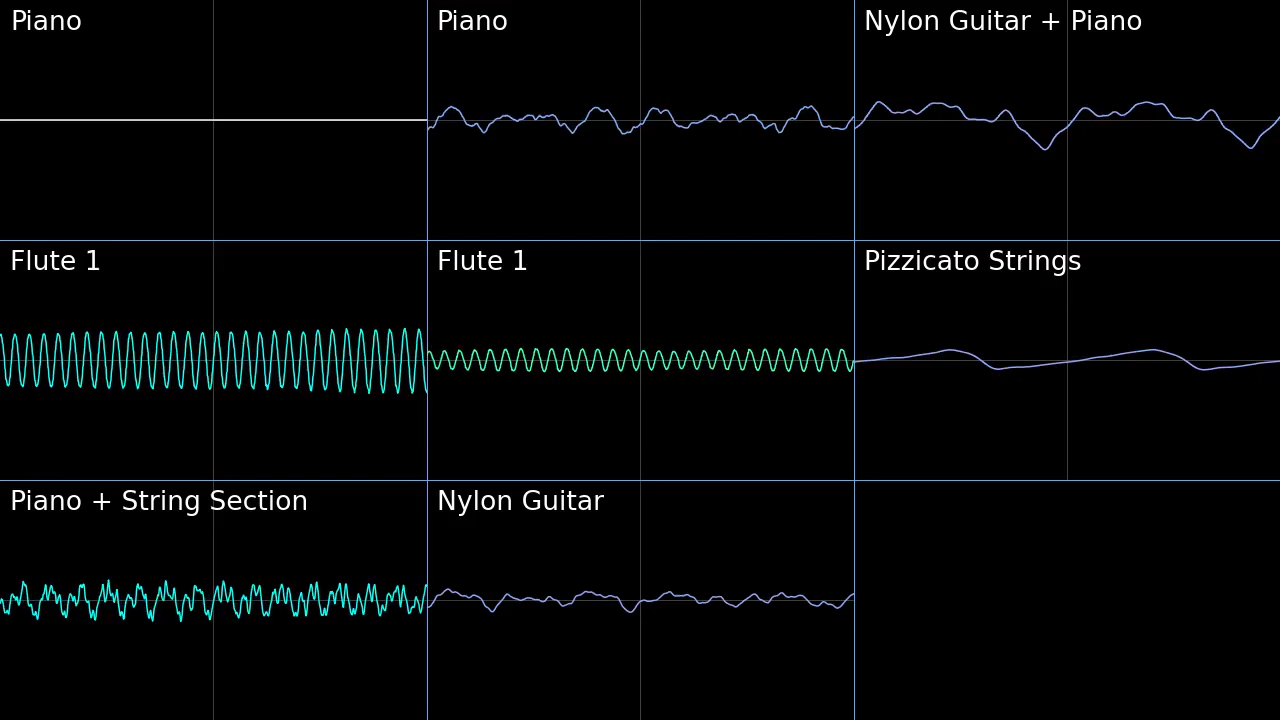 Piano
Piano
Nylon Guitar + Piano
Flute 1
Flute 1
Pizzicato Strings
Piano + String Section
Nylon Guitar